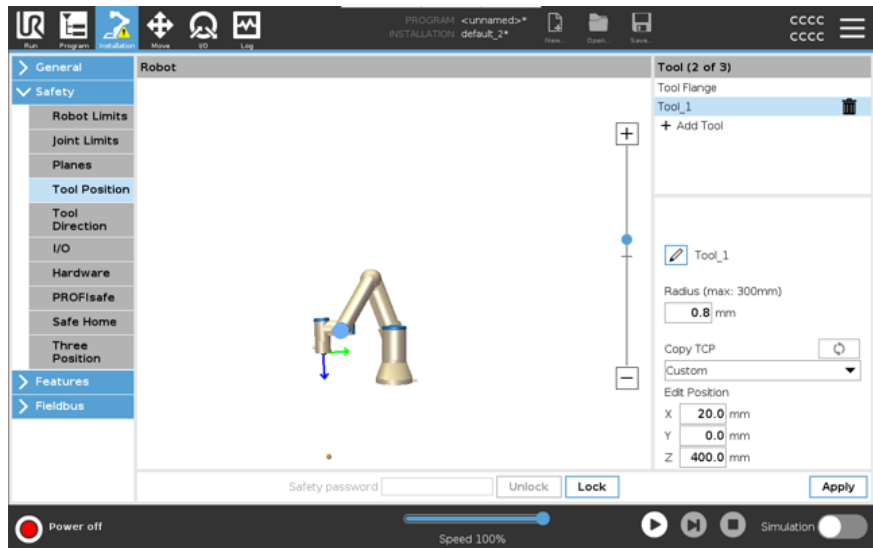 PROGRAM <unnamed>*
INSTALLATION default_2*
cccc
cccc
Run
Program
Installation
Move
I/O
Log
New...
Open...
Save...
General
Safety
Robot Limits
Joint Limits
Planes
Tool Position
Tool
Direction
I/O
Hardware
PROFIsafe
Safe Home
Three
Position
Features
Fieldbus
Robot
Tool (2 of 3)
Tool Flange
Tool_1
+ Add Tool
Tool_1
Radius (max: 300mm)
0.8 mm
Copy TCP
Custom
Edit Position
X 20.0 mm
Y 0.0 mm
Z 400.0 mm
Safety password
Unlock
Lock
Apply
Power off
Speed 100%
Simulation